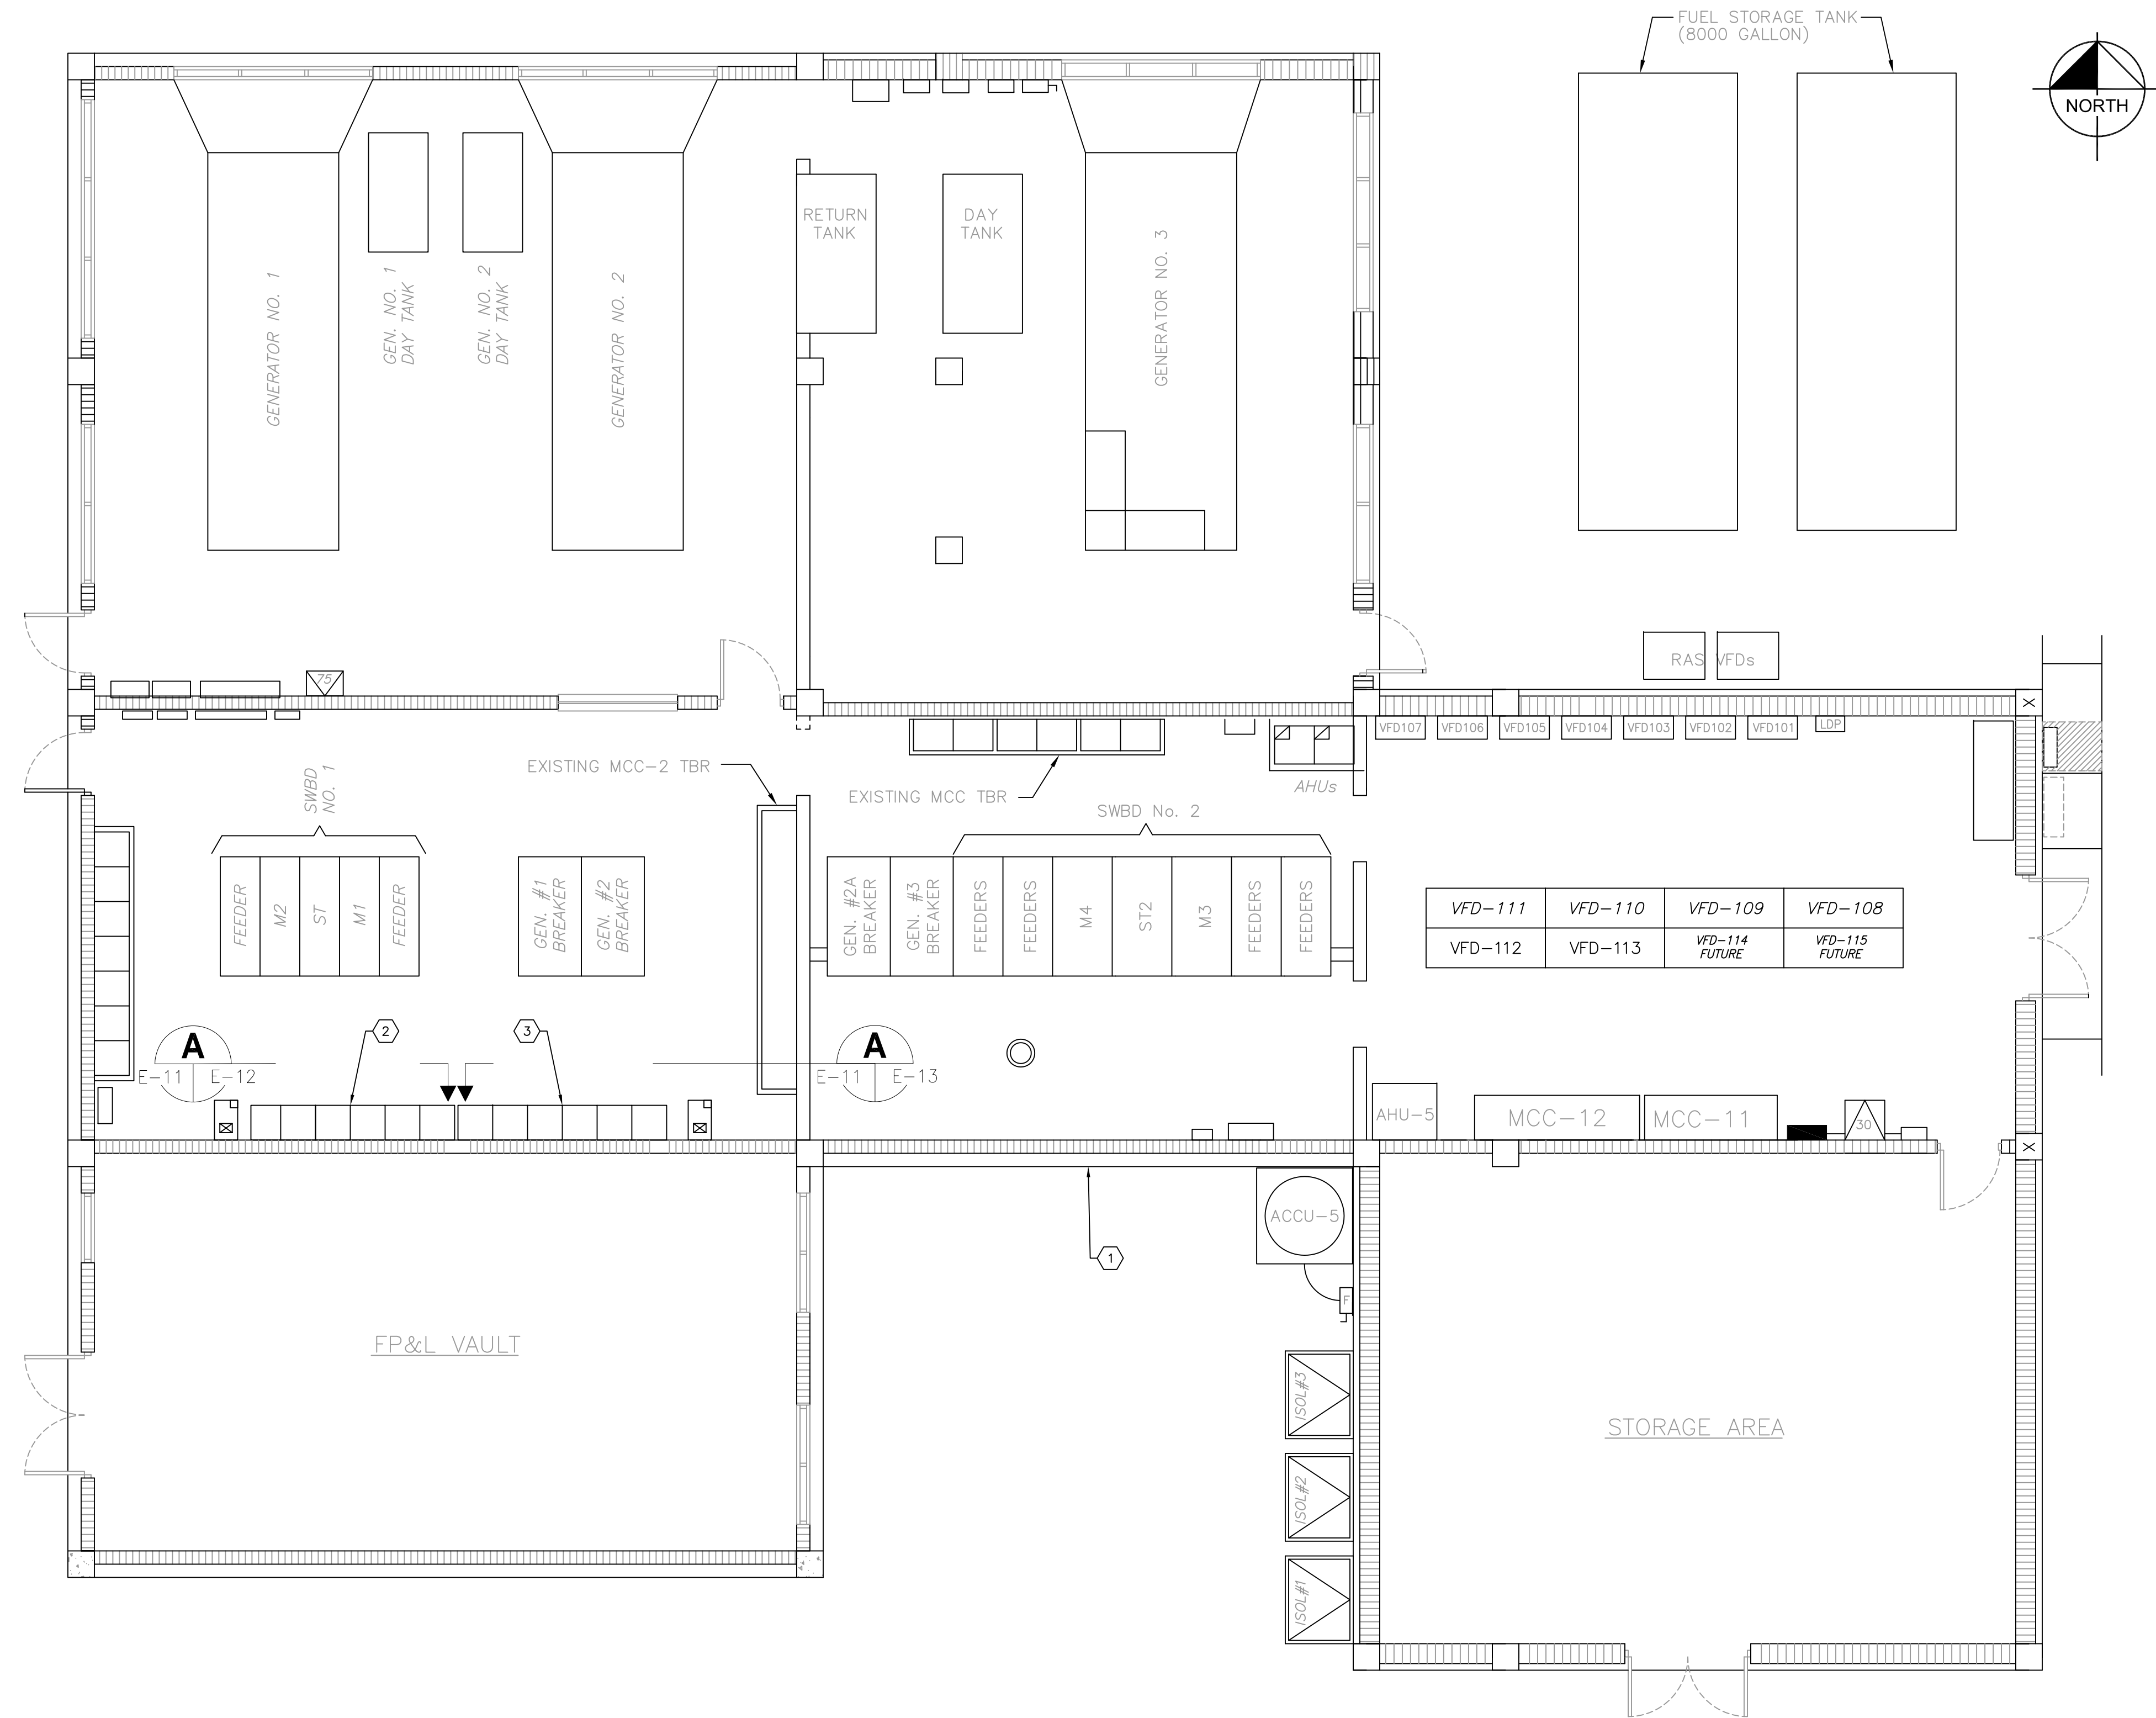 FUEL STORAGE TANK
(8000 GALLON)
NORTH
RETURN
TANK
DAY
TANK
GENERATOR NO. 1
GEN. NO. 1
DAY TANK
GEN. NO. 2
DAY TANK
GENERATOR NO. 2
GENERATOR NO. 3
75
RAS VFDs
VFD107
VFD106
VFD105
VFD104
VFD103
VFD102
VFD101
LDP
EXISTING MCC-2 TBR
EXISTING MCC TBR
AHUs
SWBD
NO. 1
SWBD No. 2
FEEDER
M2
ST
M1
FEEDER
GEN. #1
BREAKER
GEN. #2
BREAKER
GEN. #2A
BREAKER
GEN. #3
BREAKER
FEEDERS
FEEDERS
M4
ST2
M3
FEEDERS
FEEDERS
VFD-111
VFD-110
VFD-109
VFD-108
VFD-112
VFD-113
VFD-114
FUTURE
VFD-115
FUTURE
A
E-11
E-12
2
3
A
E-11
E-13
AHU-5
MCC-12
MCC-11
30
ACCU-5
1
F
FP&L VAULT
ISOL#3
ISOL#2
ISOL#1
STORAGE AREA